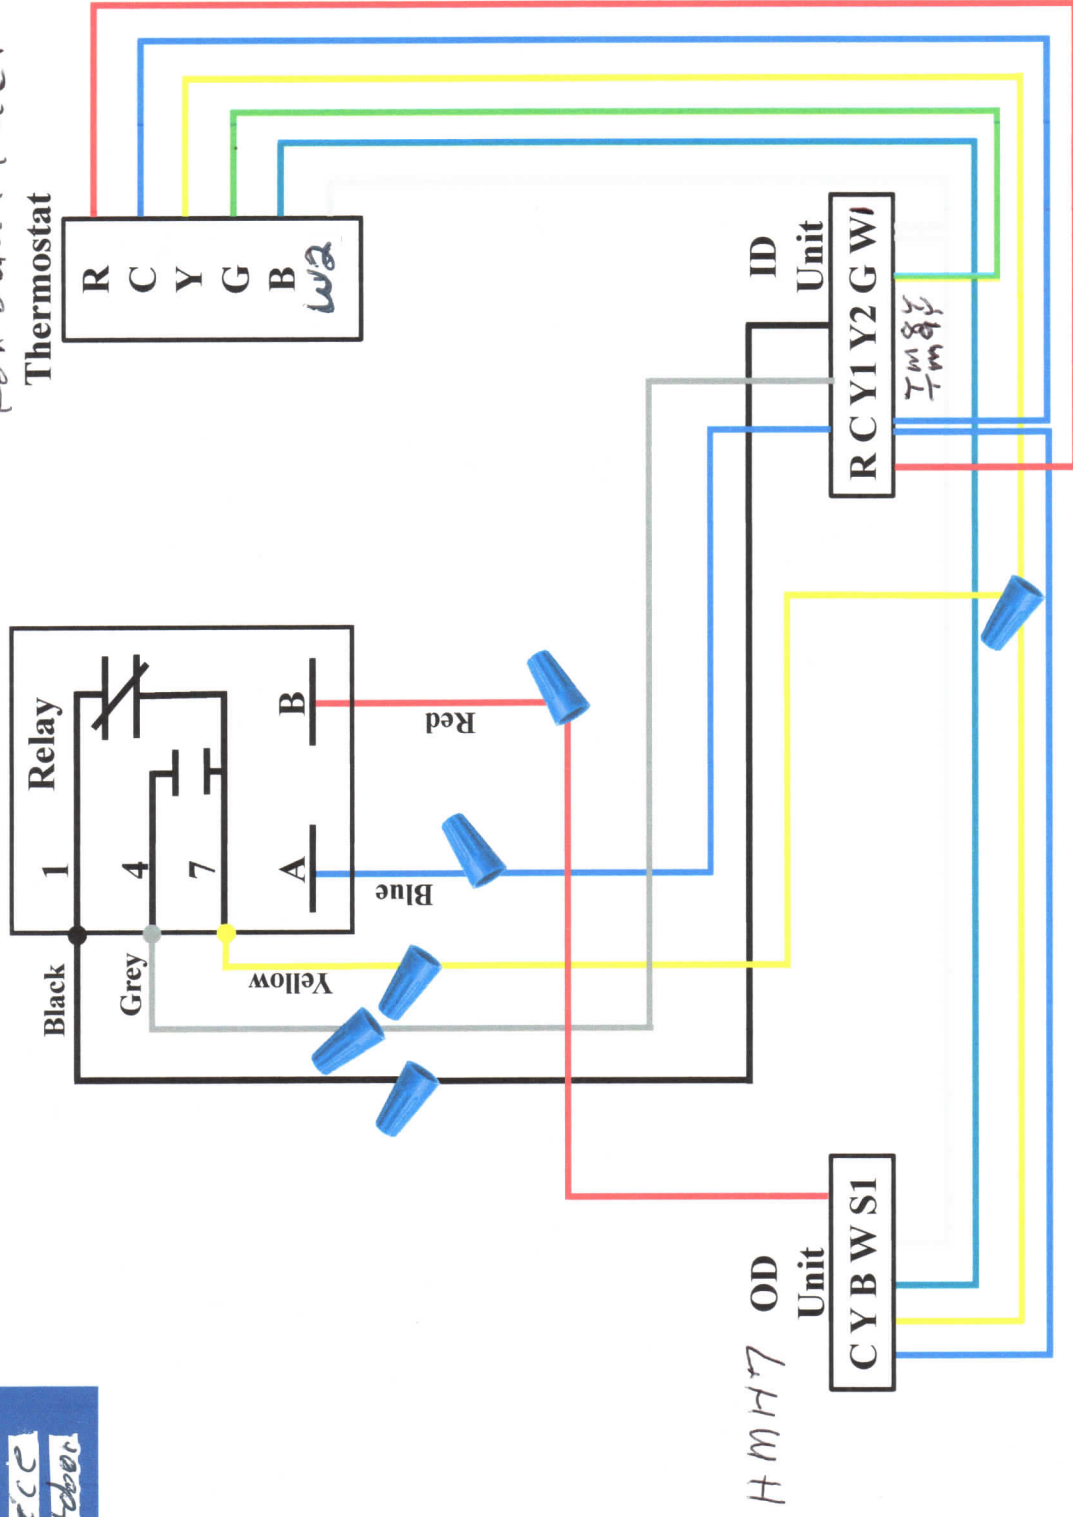 Thermostat
R
C
Y
G
B
W2
Relay
1
4
7
A
B
Black
Grey
Yellow
Blue
Red
ID
Unit
R C Y1 Y2 G W1
OD
Unit
C Y B W S1